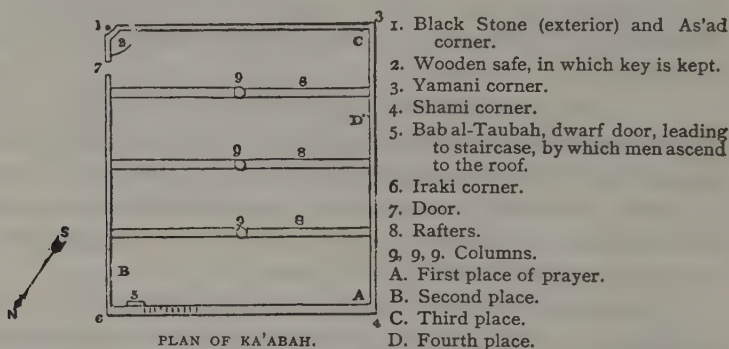 1
2
3
C
7
9
8
D
9
8
9
8
S
N
B
5
A
6
4
PLAN OF KA'ABAH.
1. Black Stone (exterior) and As'ad
corner.
2. Wooden safe, in which key is kept.
3. Yamani corner.
4. Shami corner.
5. Bab al-Taubah, dwarf door, leading
to staircase, by which men ascend
to the roof.
6. Iraki corner.
7. Door.
8. Rafters.
9, 9, 9. Columns.
A. First place of prayer.
B. Second place.
C. Third place.
D. Fourth place.